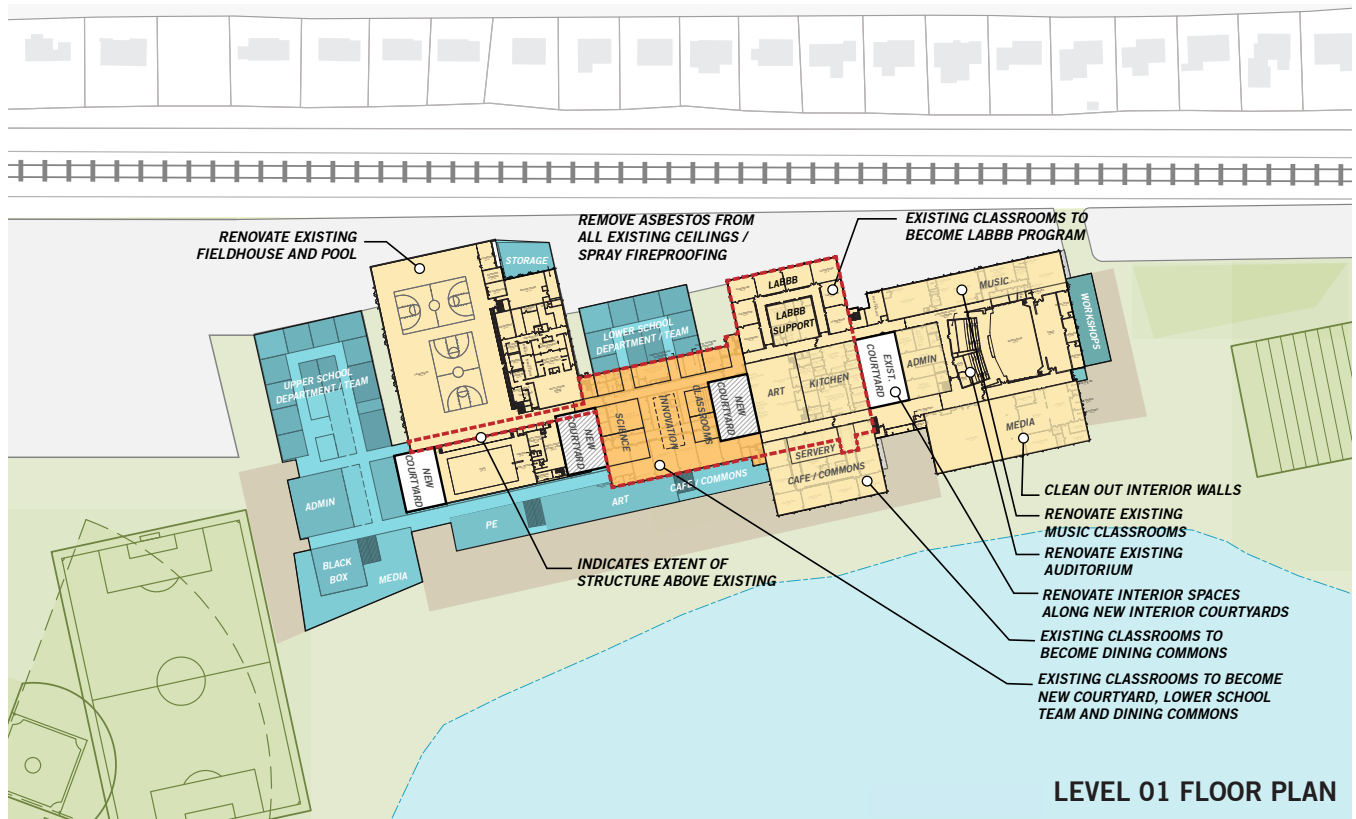 RENOVATE EXISTING
FIELDHOUSE AND POOL
REMOVE ASBESTOS FROM
ALL EXISTING CEILINGS /
SPRAY FIREPROOFING
EXISTING CLASSROOMS TO
BECOME LABBB PROGRAM
STORAGE
LOWER SCHOOL
DEPARTMENT / TEAM
UPPER SCHOOL
DEPARTMENT / TEAM
LABBB
LABBB
SUPPORT
MUSIC
WORKSHOPS
EXIST.
COURTYARD
ADMIN
ART
KITCHEN
NEW
COURTYARD
CLASSROOMS
INNOVATION
SCIENCE
NEW
COURTYARD
NEW
COURTYARD
MEDIA
SERVERY
CAFE / COMMONS
CAFE / COMMONS
ART
PE
ADMIN
BLACK
BOX
MEDIA
INDICATES EXTENT OF
STRUCTURE ABOVE EXISTING
CLEAN OUT INTERIOR WALLS
RENOVATE EXISTING
MUSIC CLASSROOMS
RENOVATE EXISTING
AUDITORIUM
RENOVATE INTERIOR SPACES
ALONG NEW INTERIOR COURTYARDS
EXISTING CLASSROOMS TO
BECOME DINING COMMONS
EXISTING CLASSROOMS TO BECOME
NEW COURTYARD, LOWER SCHOOL
TEAM AND DINING COMMONS
LEVEL 01 FLOOR PLAN